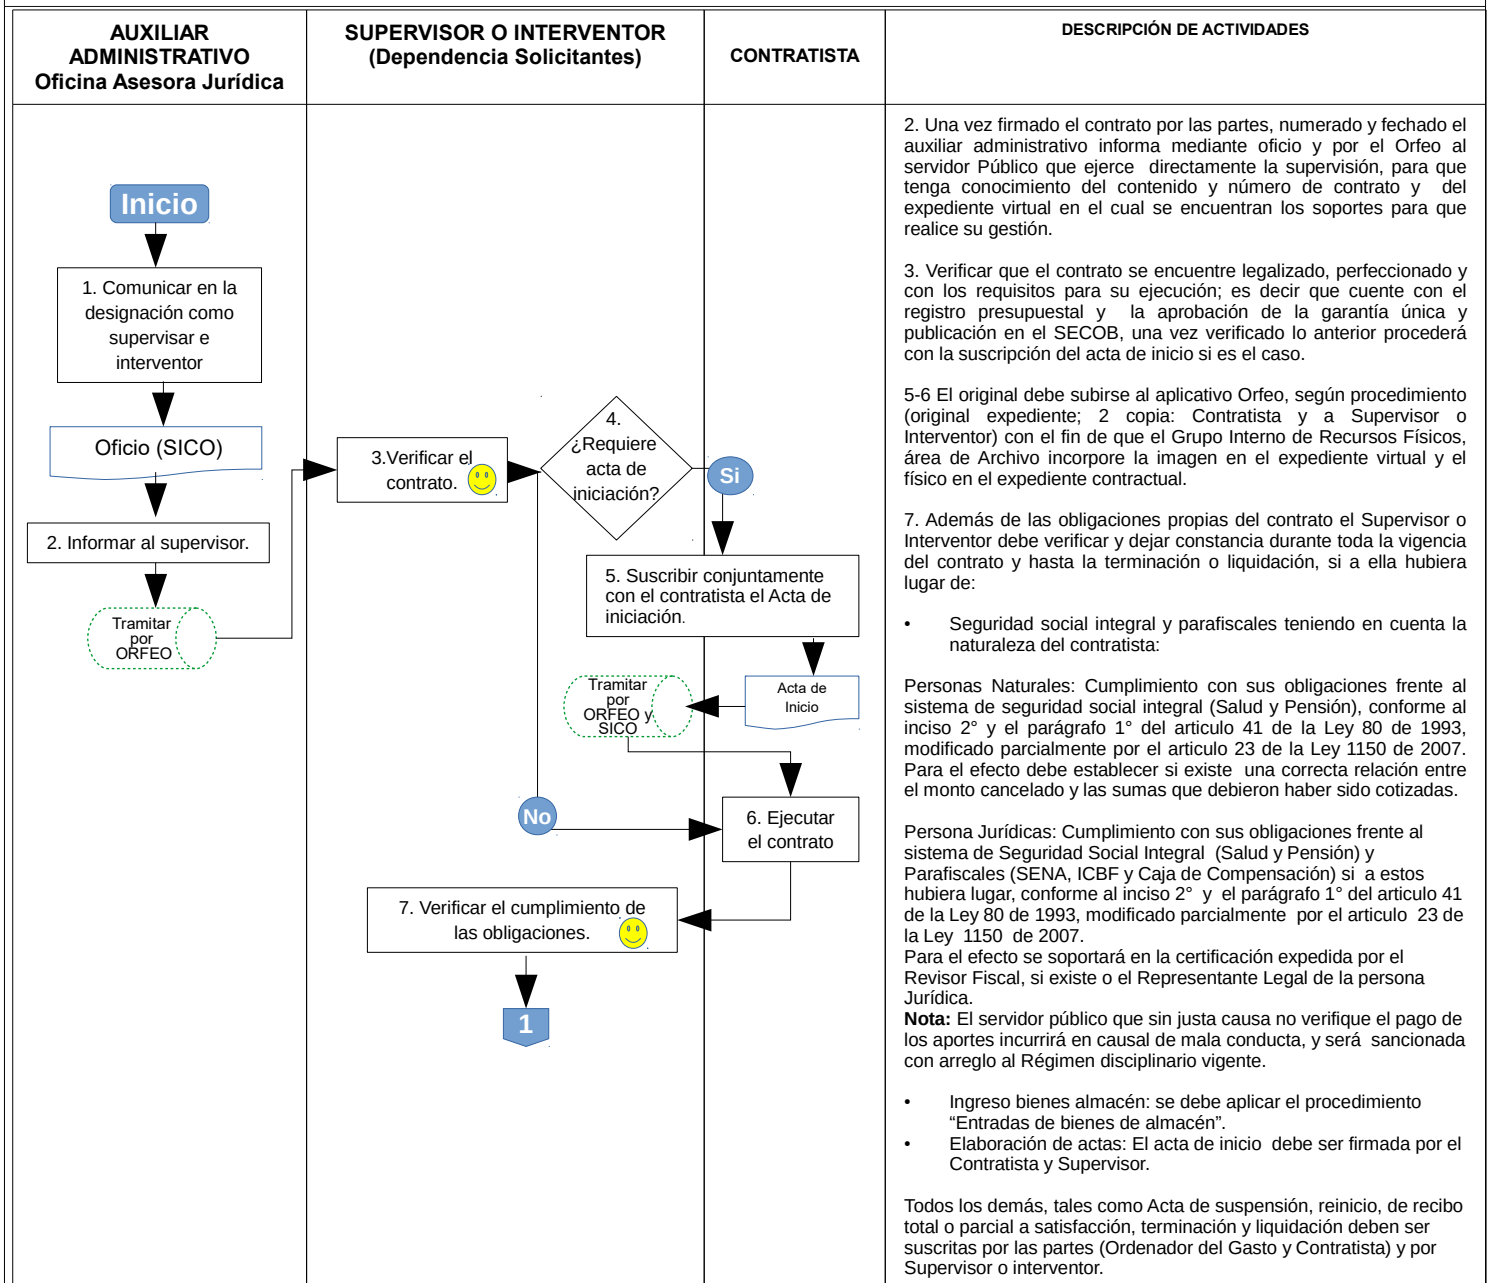 AUXILIAR
ADMINISTRATIVO
Oficina Asesora Jurídica
SUPERVISOR O INTERVENTOR
(Dependencia Solicitantes)
CONTRATISTA
DESCRIPCIÓN DE ACTIVIDADES
Inicio
1. Comunicar en la
designación como
supervisar e
interventor
Oficio (SICO)
2. Informar al supervisor.
Tramitar
por
ORFEO
3.Verificar el
contrato.
4.
¿Requiere
acta de
iniciación?
Si
5. Suscribir conjuntamente
con el contratista el Acta de
iniciación.
Acta de
Inicio
Tramitar
por
ORFEO y
SICO
No
6. Ejecutar
el contrato
7. Verificar el cumplimiento de
las obligaciones.
1
2. Una vez firmado el contrato por las partes, numerado y fechado el
auxiliar administrativo informa mediante oficio y por el Orfeo al
servidor Público que ejerce directamente la supervisión, para que
tenga conocimiento del contenido y número de contrato y del
expediente virtual en el cual se encuentran los soportes para que
realice su gestión.
3. Verificar que el contrato se encuentre legalizado, perfeccionado y
con los requisitos para su ejecución; es decir que cuente con el
registro presupuestal y la aprobación de la garantía única y
publicación en el SECOB, una vez verificado lo anterior procederá
con la suscripción del acta de inicio si es el caso.
5-6 El original debe subirse al aplicativo Orfeo, según procedimiento
(original expediente; 2 copia: Contratista y a Supervisor o
Interventor) con el fin de que el Grupo Interno de Recursos Físicos,
área de Archivo incorpore la imagen en el expediente virtual y el
físico en el expediente contractual.
7. Además de las obligaciones propias del contrato el Supervisor o
Interventor debe verificar y dejar constancia durante toda la vigencia
del contrato y hasta la terminación o liquidación, si a ella hubiera
lugar de:
• Seguridad social integral y parafiscales teniendo en cuenta la
naturaleza del contratista:
Personas Naturales: Cumplimiento con sus obligaciones frente al
sistema de seguridad social integral (Salud y Pensión), conforme al
inciso 2° y el parágrafo 1° del articulo 41 de la Ley 80 de 1993,
modificado parcialmente por el articulo 23 de la Ley 1150 de 2007.
Para el efecto debe establecer si existe una correcta relación entre
el monto cancelado y las sumas que debieron haber sido cotizadas.
Persona Jurídicas: Cumplimiento con sus obligaciones frente al
sistema de Seguridad Social Integral (Salud y Pensión) y
Parafiscales (SENA, ICBF y Caja de Compensación) si a estos
hubiera lugar, conforme al inciso 2° y el parágrafo 1° del articulo 41
de la Ley 80 de 1993, modificado parcialmente por el articulo 23 de
la Ley 1150 de 2007.
Para el efecto se soportará en la certificación expedida por el
Revisor Fiscal, si existe o el Representante Legal de la persona
Jurídica.
Nota: El servidor público que sin justa causa no verifique el pago de
los aportes incurrirá en causal de mala conducta, y será sancionada
con arreglo al Régimen disciplinario vigente.
• Ingreso bienes almacén: se debe aplicar el procedimiento
“Entradas de bienes de almacén”.
• Elaboración de actas: El acta de inicio debe ser firmada por el
Contratista y Supervisor.
Todos los demás, tales como Acta de suspensión, reinicio, de recibo
total o parcial a satisfacción, terminación y liquidación deben ser
suscritas por las partes (Ordenador del Gasto y Contratista) y por
Supervisor o interventor.